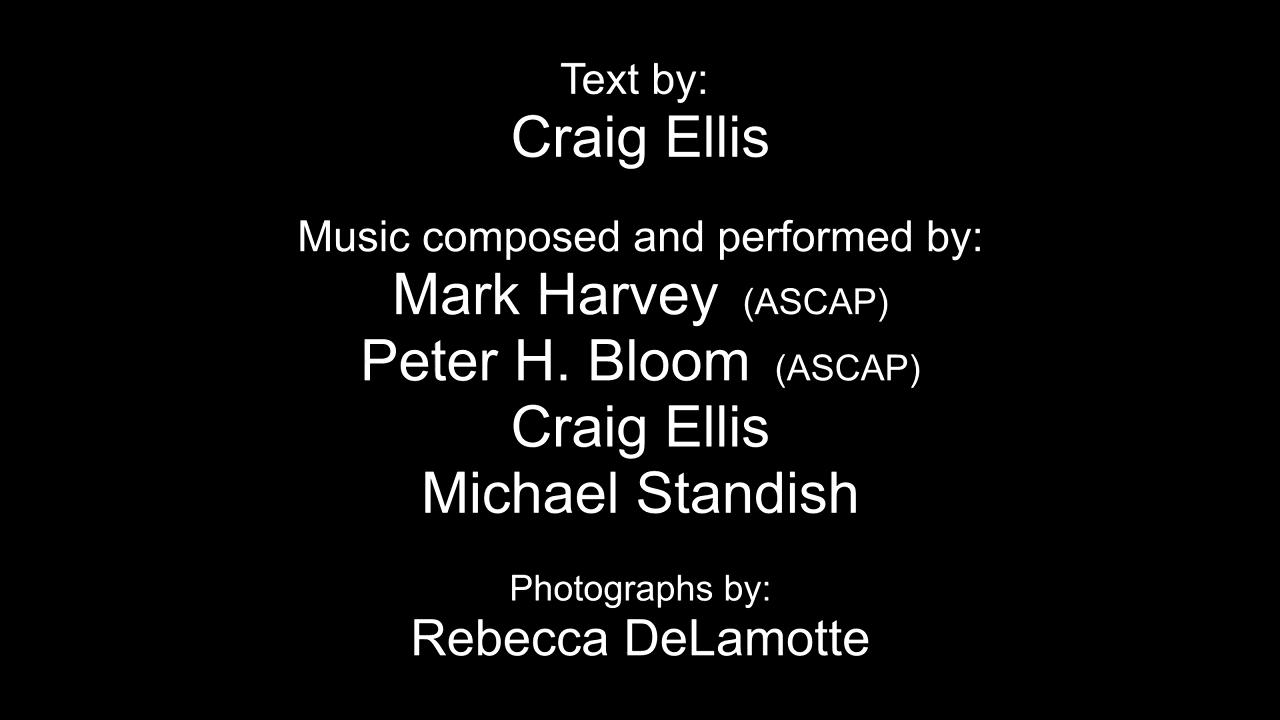 Text by:
Craig Ellis
Music composed and performed by:
Mark Harvey (ASCAP)
Peter H. Bloom (ASCAP)
Craig Ellis
Michael Standish
Photographs by:
Rebecca DeLamotte